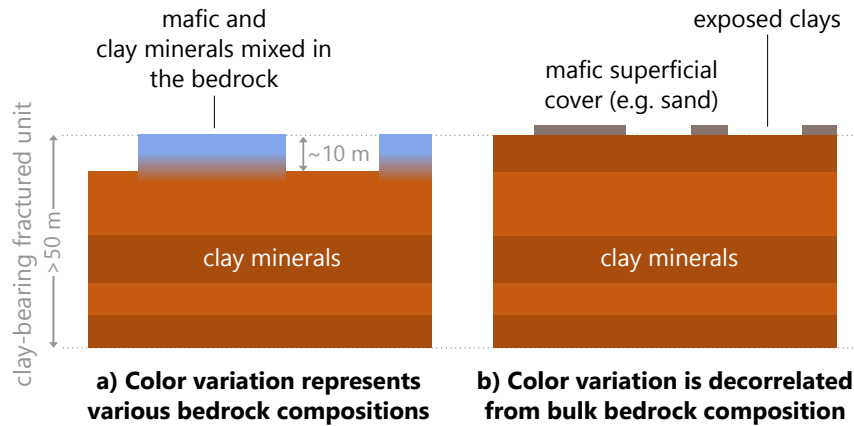 mafic and
clay minerals mixed in
the bedrock
exposed clays
mafic superficial
cover (e.g. sand)
clay-bearing fractured unit
>50 m
~10 m
clay minerals
clay minerals
a) Color variation represents
various bedrock compositions
b) Color variation is decorrelated
from bulk bedrock composition